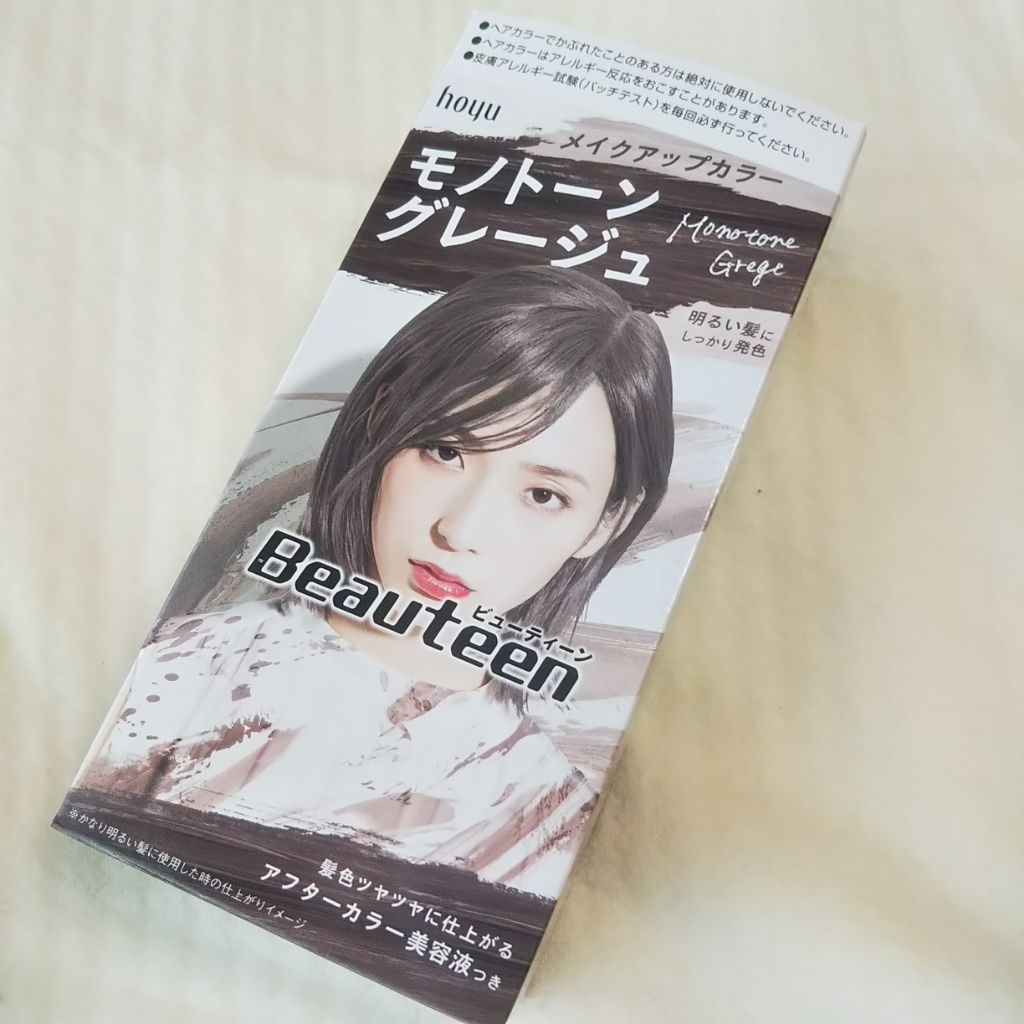 ●ヘアカラーでかぶれたことのある方は絶対に使用しないでください。
●ヘアカラーはアレルギー反応をおこすことがあります。
●皮膚アレルギー試験(パッチテスト)を毎回必ず行ってください。
hoyu
メイクアップカラー
モノトーン
グレージュ
Monotone
Grege
明るい髪に
しっかり発色
Beauteen
ビューティーン
※かなり明るい髪に使用した時の仕上がりイメージ
髪色ツヤツヤに仕上がる
アフターカラー美容液つき